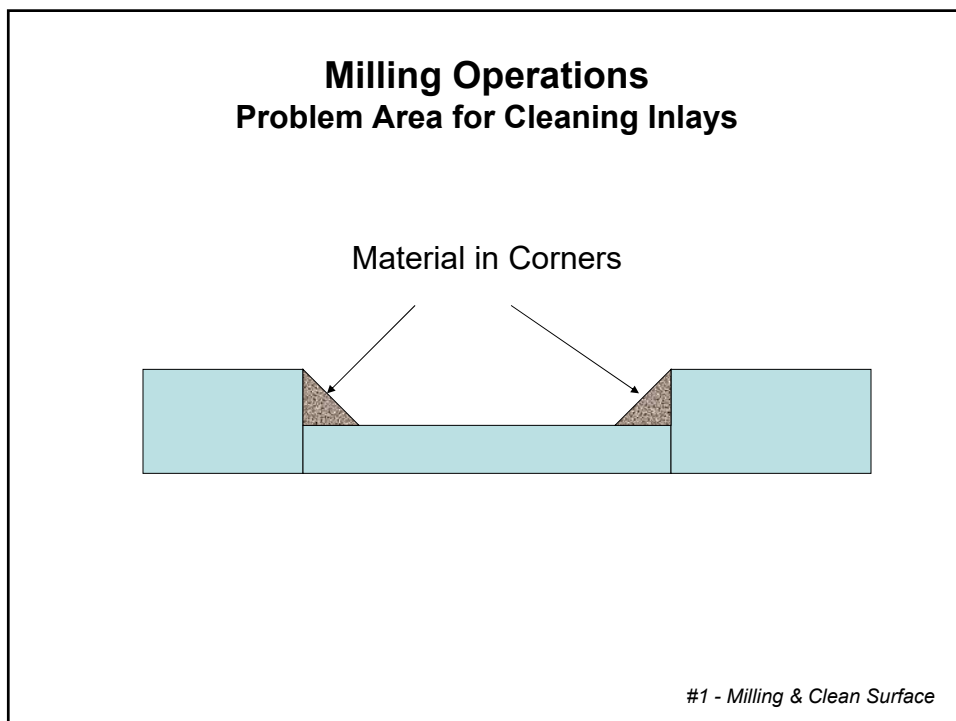 Milling Operations
Problem Area for Cleaning Inlays
Material in Corners
#1 - Milling & Clean Surface